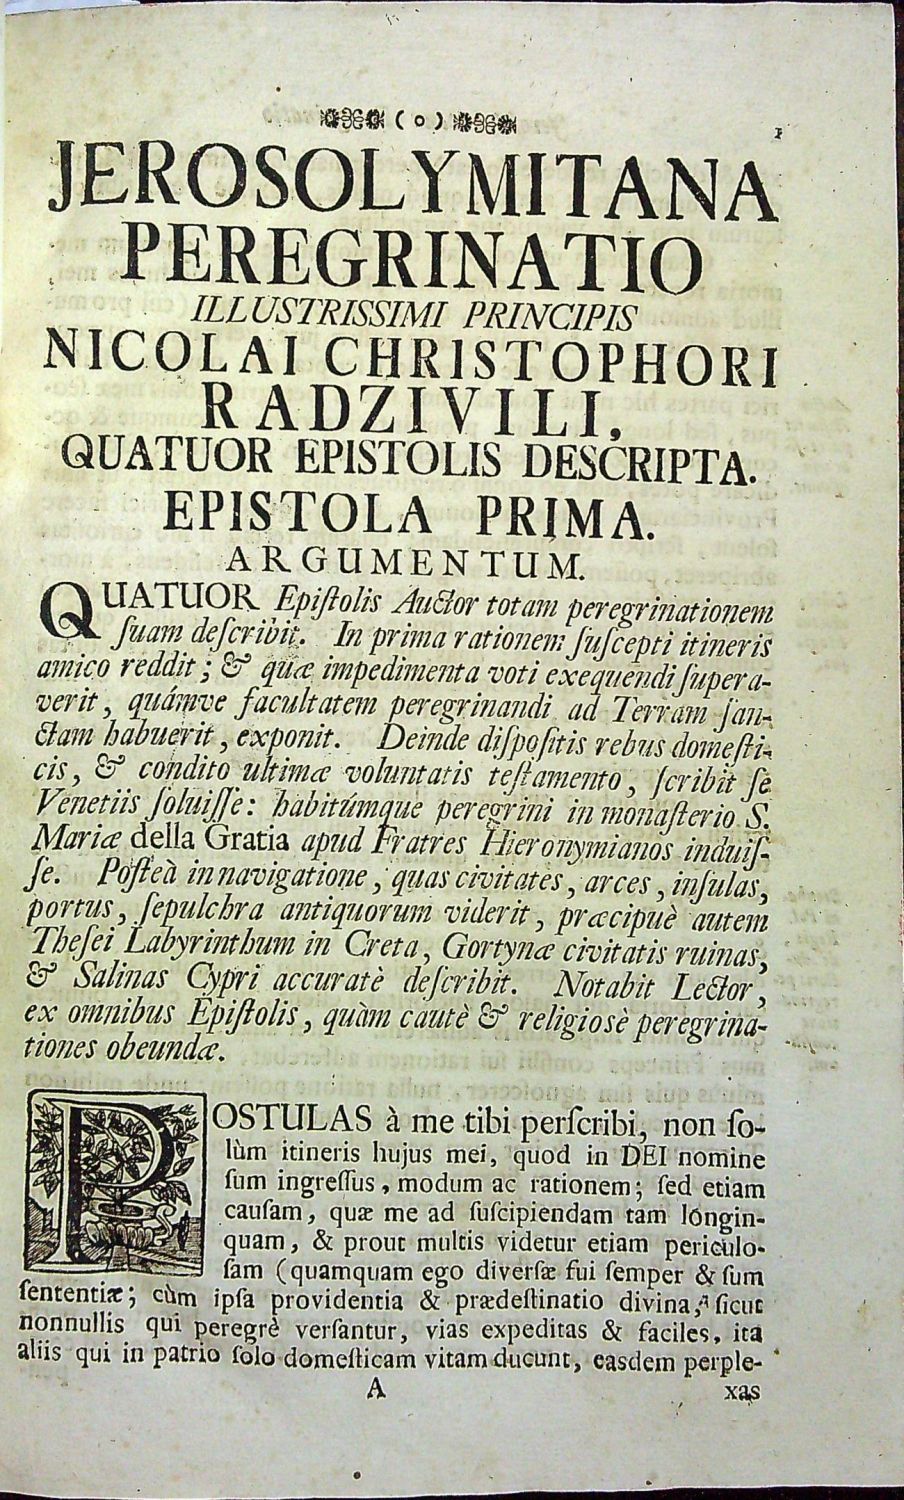 ( o ) 1
JEROSOLYMITANA
PEREGRINATIO
ILLUSTRISSIMI PRINCIPIS
NICOLAI CHRISTOPHORI
RADZIVILI,
QUATUOR EPISTOLIS DESCRIPTA.
EPISTOLA PRIMA.
ARGUMENTUM.
QUATUOR Epiſtolis Auctor totam peregrinationem
ſuam deſcribit. In prima rationem ſuſcepti itineris
amico reddit; & quæ impedimenta voti exequendi ſupera-
verit, quámve facultatem peregrinandi ad Terram ſan-
ctam habuerit, exponit. Deinde diſpoſitis rebus domeſti-
cis, & condito ultimæ voluntatis teſtamento, ſcribit ſe
Venetiis ſoluiſſe: habitúmque peregrini in monaſterio S.
Mariæ della Gratia apud Fratres Hieronymianos induiſ-
ſe. Poſteà in navigatione, quas civitates, arces, inſulas,
portus, ſepulchra antiquorum viderit, præcipuè autem
Theſei Labyrinthum in Creta, Gortynæ civitatis ruinas,
& Salinas Cypri accuratè deſcribit. Notabit Lector,
ex omnibus Epiſtolis, quàm cautè & religiosè peregrina-
tiones obeundæ.
POSTULAS à me tibi perſcribi, non ſo-
lùm itineris hujus mei, quod in DEI nomine
ſum ingreſſus, modum ac rationem; ſed etiam
cauſam, quæ me ad ſuſcipiendam tam longin-
quam, & prout multis videtur etiam periculo-
ſam (quamquam ego diverſæ fui ſemper & ſum
ſententiæ; cùm ipſa providentia & prædeſtinatio divina, ſicut
nonnullis qui peregrè verſantur, vias expeditas & faciles, ita
aliis qui in patrio ſolo domeſticam vitam ducunt, easdem perple-
A xas